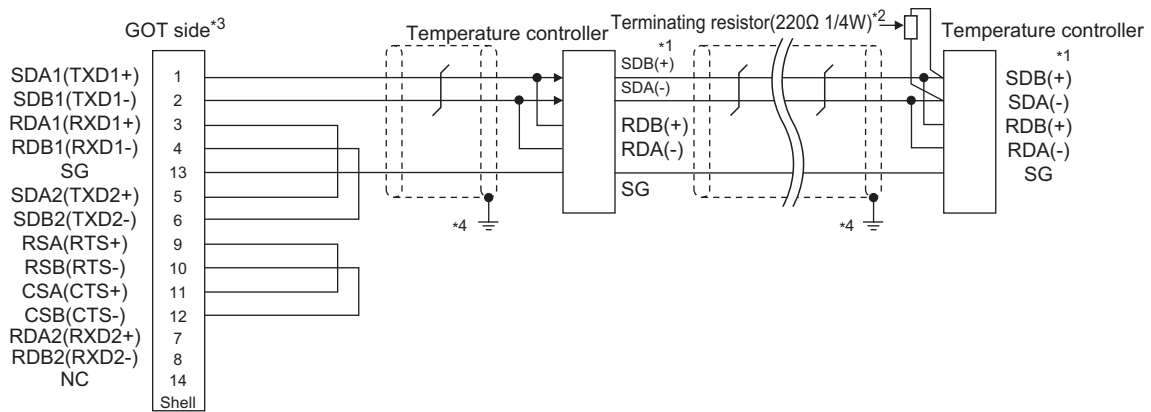 GOT side*3
Temperature controller
Terminating resistor(220Ω 1/4W)*2
Temperature controller
SDA1(TXD1+) 1
SDB1(TXD1-) 2
RDA1(RXD1+) 3
RDB1(RXD1-) 4
SG 13
SDA2(TXD2+) 5
SDB2(TXD2-) 6
RSA(RTS+) 9
RSB(RTS-) 10
CSA(CTS+) 11
CSB(CTS-) 12
RDA2(RXD2+) 7
RDB2(RXD2-) 8
NC 14
Shell
*4
*1
SDB(+)
SDA(-)
RDB(+)
RDA(-)
SG
*4
*1
SDB(+)
SDA(-)
RDB(+)
RDA(-)
SG